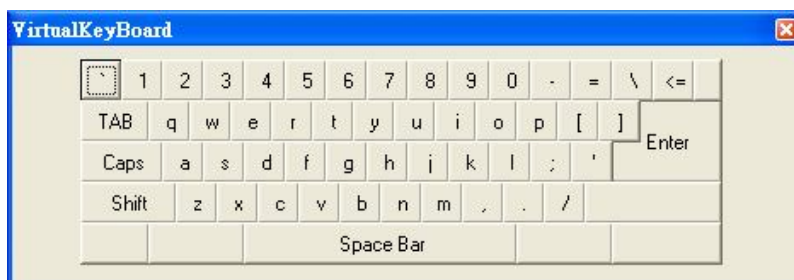 VirtualKeyBoard
` 1 2 3 4 5 6 7 8 9 0 - = \ <=
TAB q w e r t y u i o p [ ] Enter
Caps a s d f g h j k l ; '
Shift z x c v b n m , . /
Space Bar